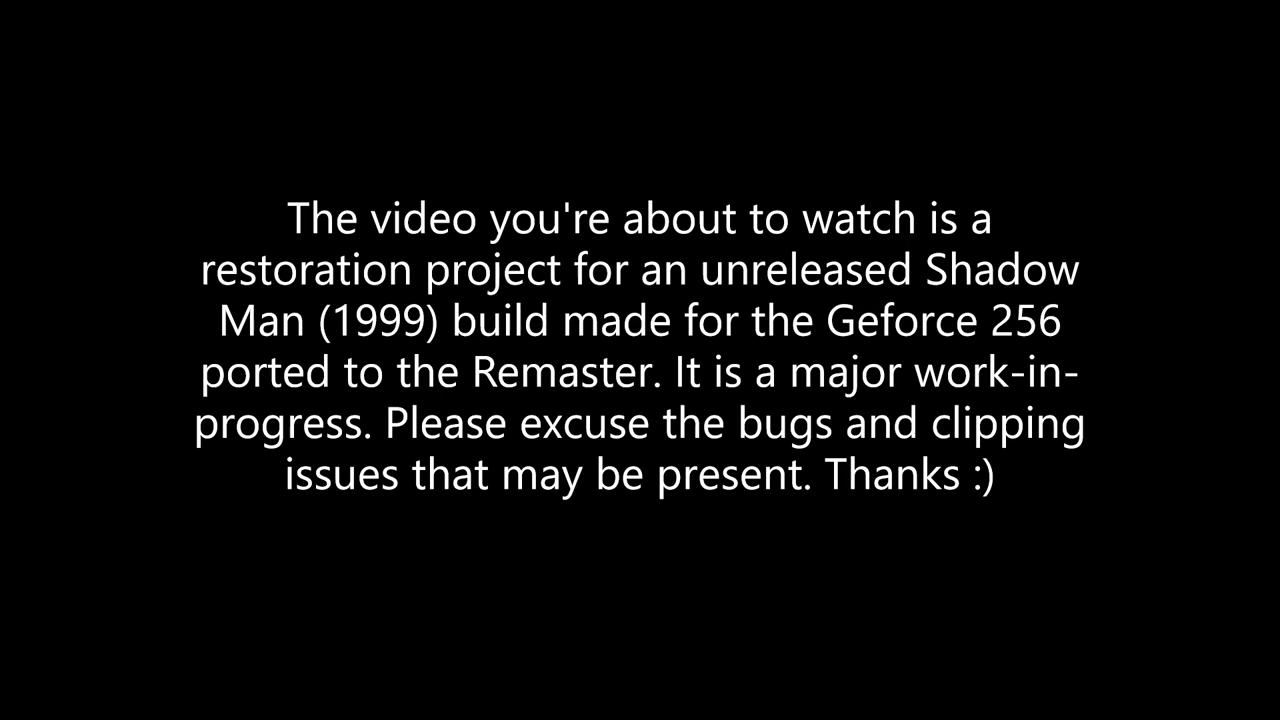 The video you're about to watch is a
restoration project for an unreleased Shadow
Man (1999) build made for the Geforce 256
ported to the Remaster. It is a major work-in-
progress. Please excuse the bugs and clipping
issues that may be present. Thanks :)